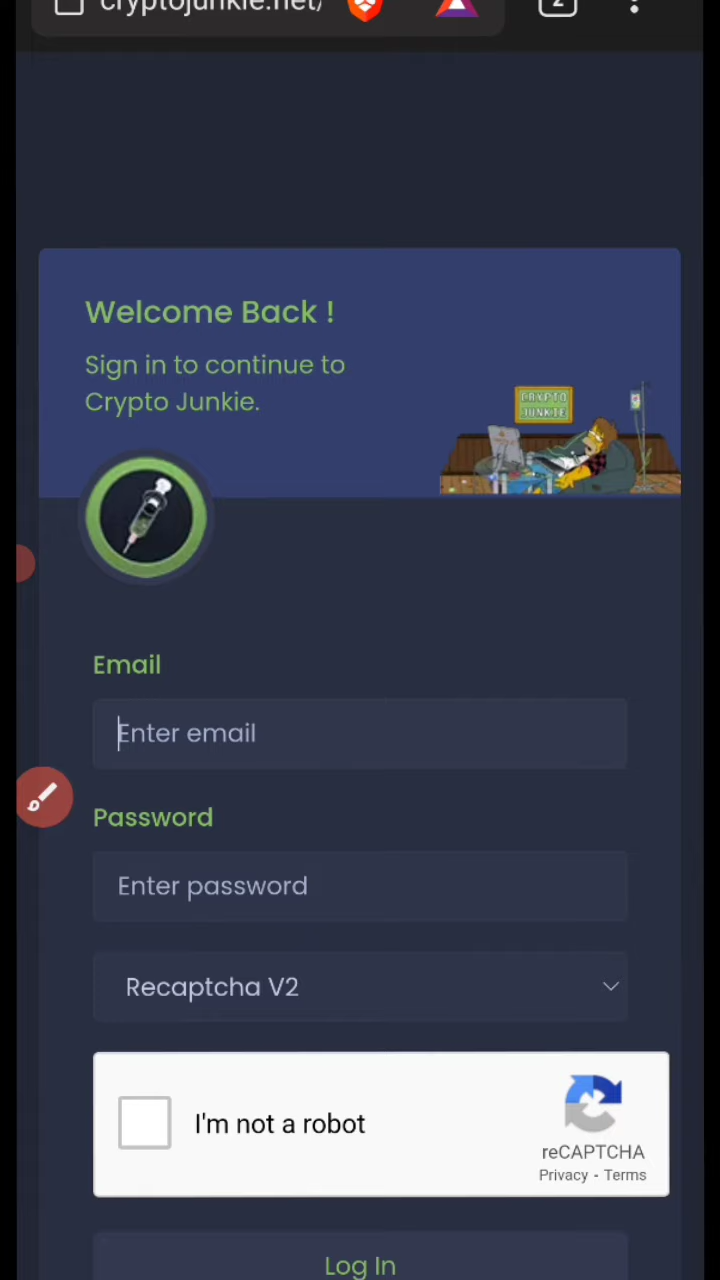 cryptojunkie.net/
2
Welcome Back !
Sign in to continue to
Crypto Junkie.
CRYPTO
JUNKIE
Email
Enter email
Password
Enter password
Recaptcha V2
I'm not a robot
reCAPTCHA
Privacy - Terms
Log In